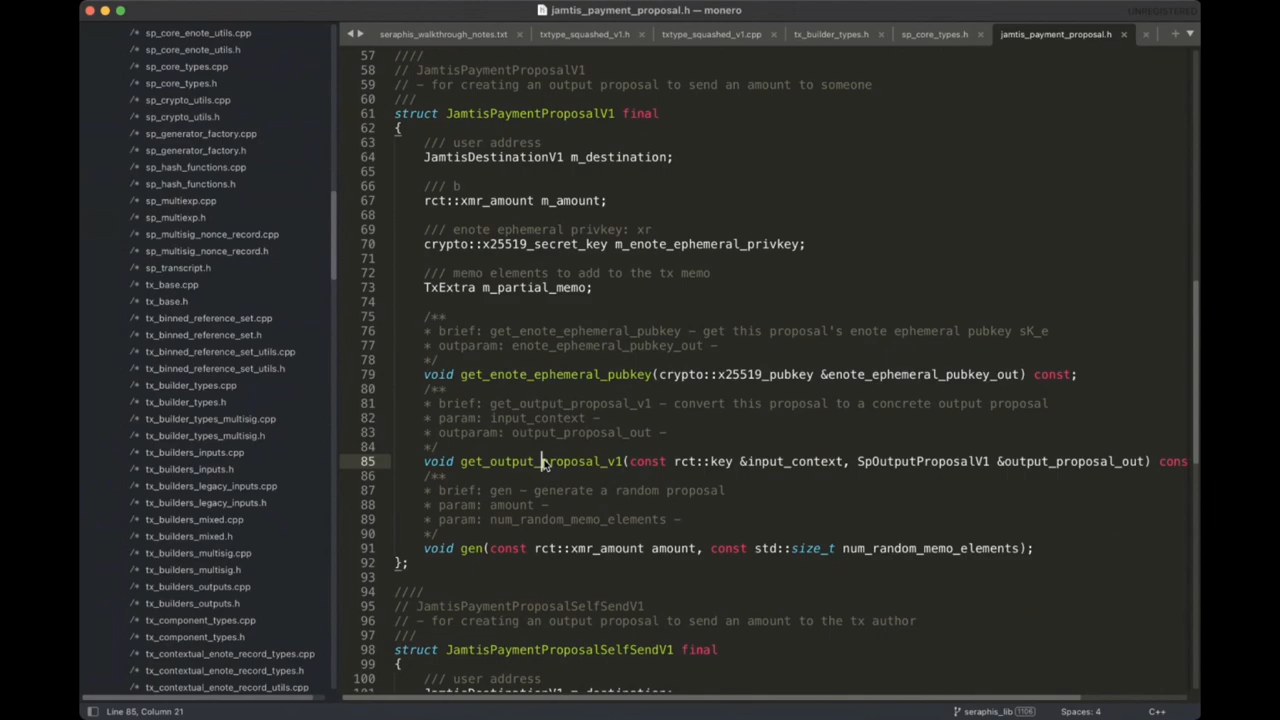 jamtis_payment_proposal.h — monero
UNREGISTERED
seraphis_walkthrough_notes.txt × txtype_squashed_v1.h × txtype_squashed_v1.cpp × tx_builder_types.h × sp_core_types.h × jamtis_payment_proposal.h ×
sp_core_enote_utils.cpp
sp_core_enote_utils.h
sp_core_types.cpp
sp_core_types.h
sp_crypto_utils.cpp
sp_crypto_utils.h
sp_generator_factory.cpp
sp_generator_factory.h
sp_hash_functions.cpp
sp_hash_functions.h
sp_multiexp.cpp
sp_multiexp.h
sp_multisig_nonce_record.cpp
sp_multisig_nonce_record.h
sp_transcript.h
tx_base.cpp
tx_base.h
tx_binned_reference_set.cpp
tx_binned_reference_set.h
tx_binned_reference_set_utils.cpp
tx_binned_reference_set_utils.h
tx_builder_types.cpp
tx_builder_types.h
tx_builder_types_multisig.cpp
tx_builder_types_multisig.h
tx_builders_inputs.cpp
tx_builders_inputs.h
tx_builders_legacy_inputs.cpp
tx_builders_legacy_inputs.h
tx_builders_mixed.cpp
tx_builders_mixed.h
tx_builders_multisig.cpp
tx_builders_multisig.h
tx_builders_outputs.cpp
tx_builders_outputs.h
tx_component_types.cpp
tx_component_types.h
tx_contextual_enote_record_types.cpp
tx_contextual_enote_record_types.h
tx_contextual_enote_record_utils.cpp
57 ////
58 // JamtisPaymentProposalV1
59 // - for creating an output proposal to send an amount to someone
60 ///
61 struct JamtisPaymentProposalV1 final
62 {
63 /// user address
64 JamtisDestinationV1 m_destination;
65
66 /// b
67 rct::xmr_amount m_amount;
68
69 /// enote ephemeral privkey: xr
70 crypto::x25519_secret_key m_enote_ephemeral_privkey;
71
72 /// memo elements to add to the tx memo
73 TxExtra m_partial_memo;
74
75 /**
76 * brief: get_enote_ephemeral_pubkey - get this proposal's enote ephemeral pubkey sK_e
77 * outparam: enote_ephemeral_pubkey_out -
78 */
79 void get_enote_ephemeral_pubkey(crypto::x25519_pubkey &enote_ephemeral_pubkey_out) const;
80 /**
81 * brief: get_output_proposal_v1 - convert this proposal to a concrete output proposal
82 * param: input_context -
83 * outparam: output_proposal_out -
84 */
85 void get_output_proposal_v1(const rct::key &input_context, SpOutputProposalV1 &output_proposal_out) cons
86 /**
87 * brief: gen - generate a random proposal
88 * param: amount -
89 * param: num_random_memo_elements -
90 */
91 void gen(const rct::xmr_amount amount, const std::size_t num_random_memo_elements);
92 };
93
94 ////
95 // JamtisPaymentProposalSelfSendV1
96 // - for creating an output proposal to send an amount to the tx author
97 ///
98 struct JamtisPaymentProposalSelfSendV1 final
99 {
100 /// user address
JamtisDestinationV1 m_destination;
Line 85, Column 21
seraphis_lib 1106
Spaces: 4
C++